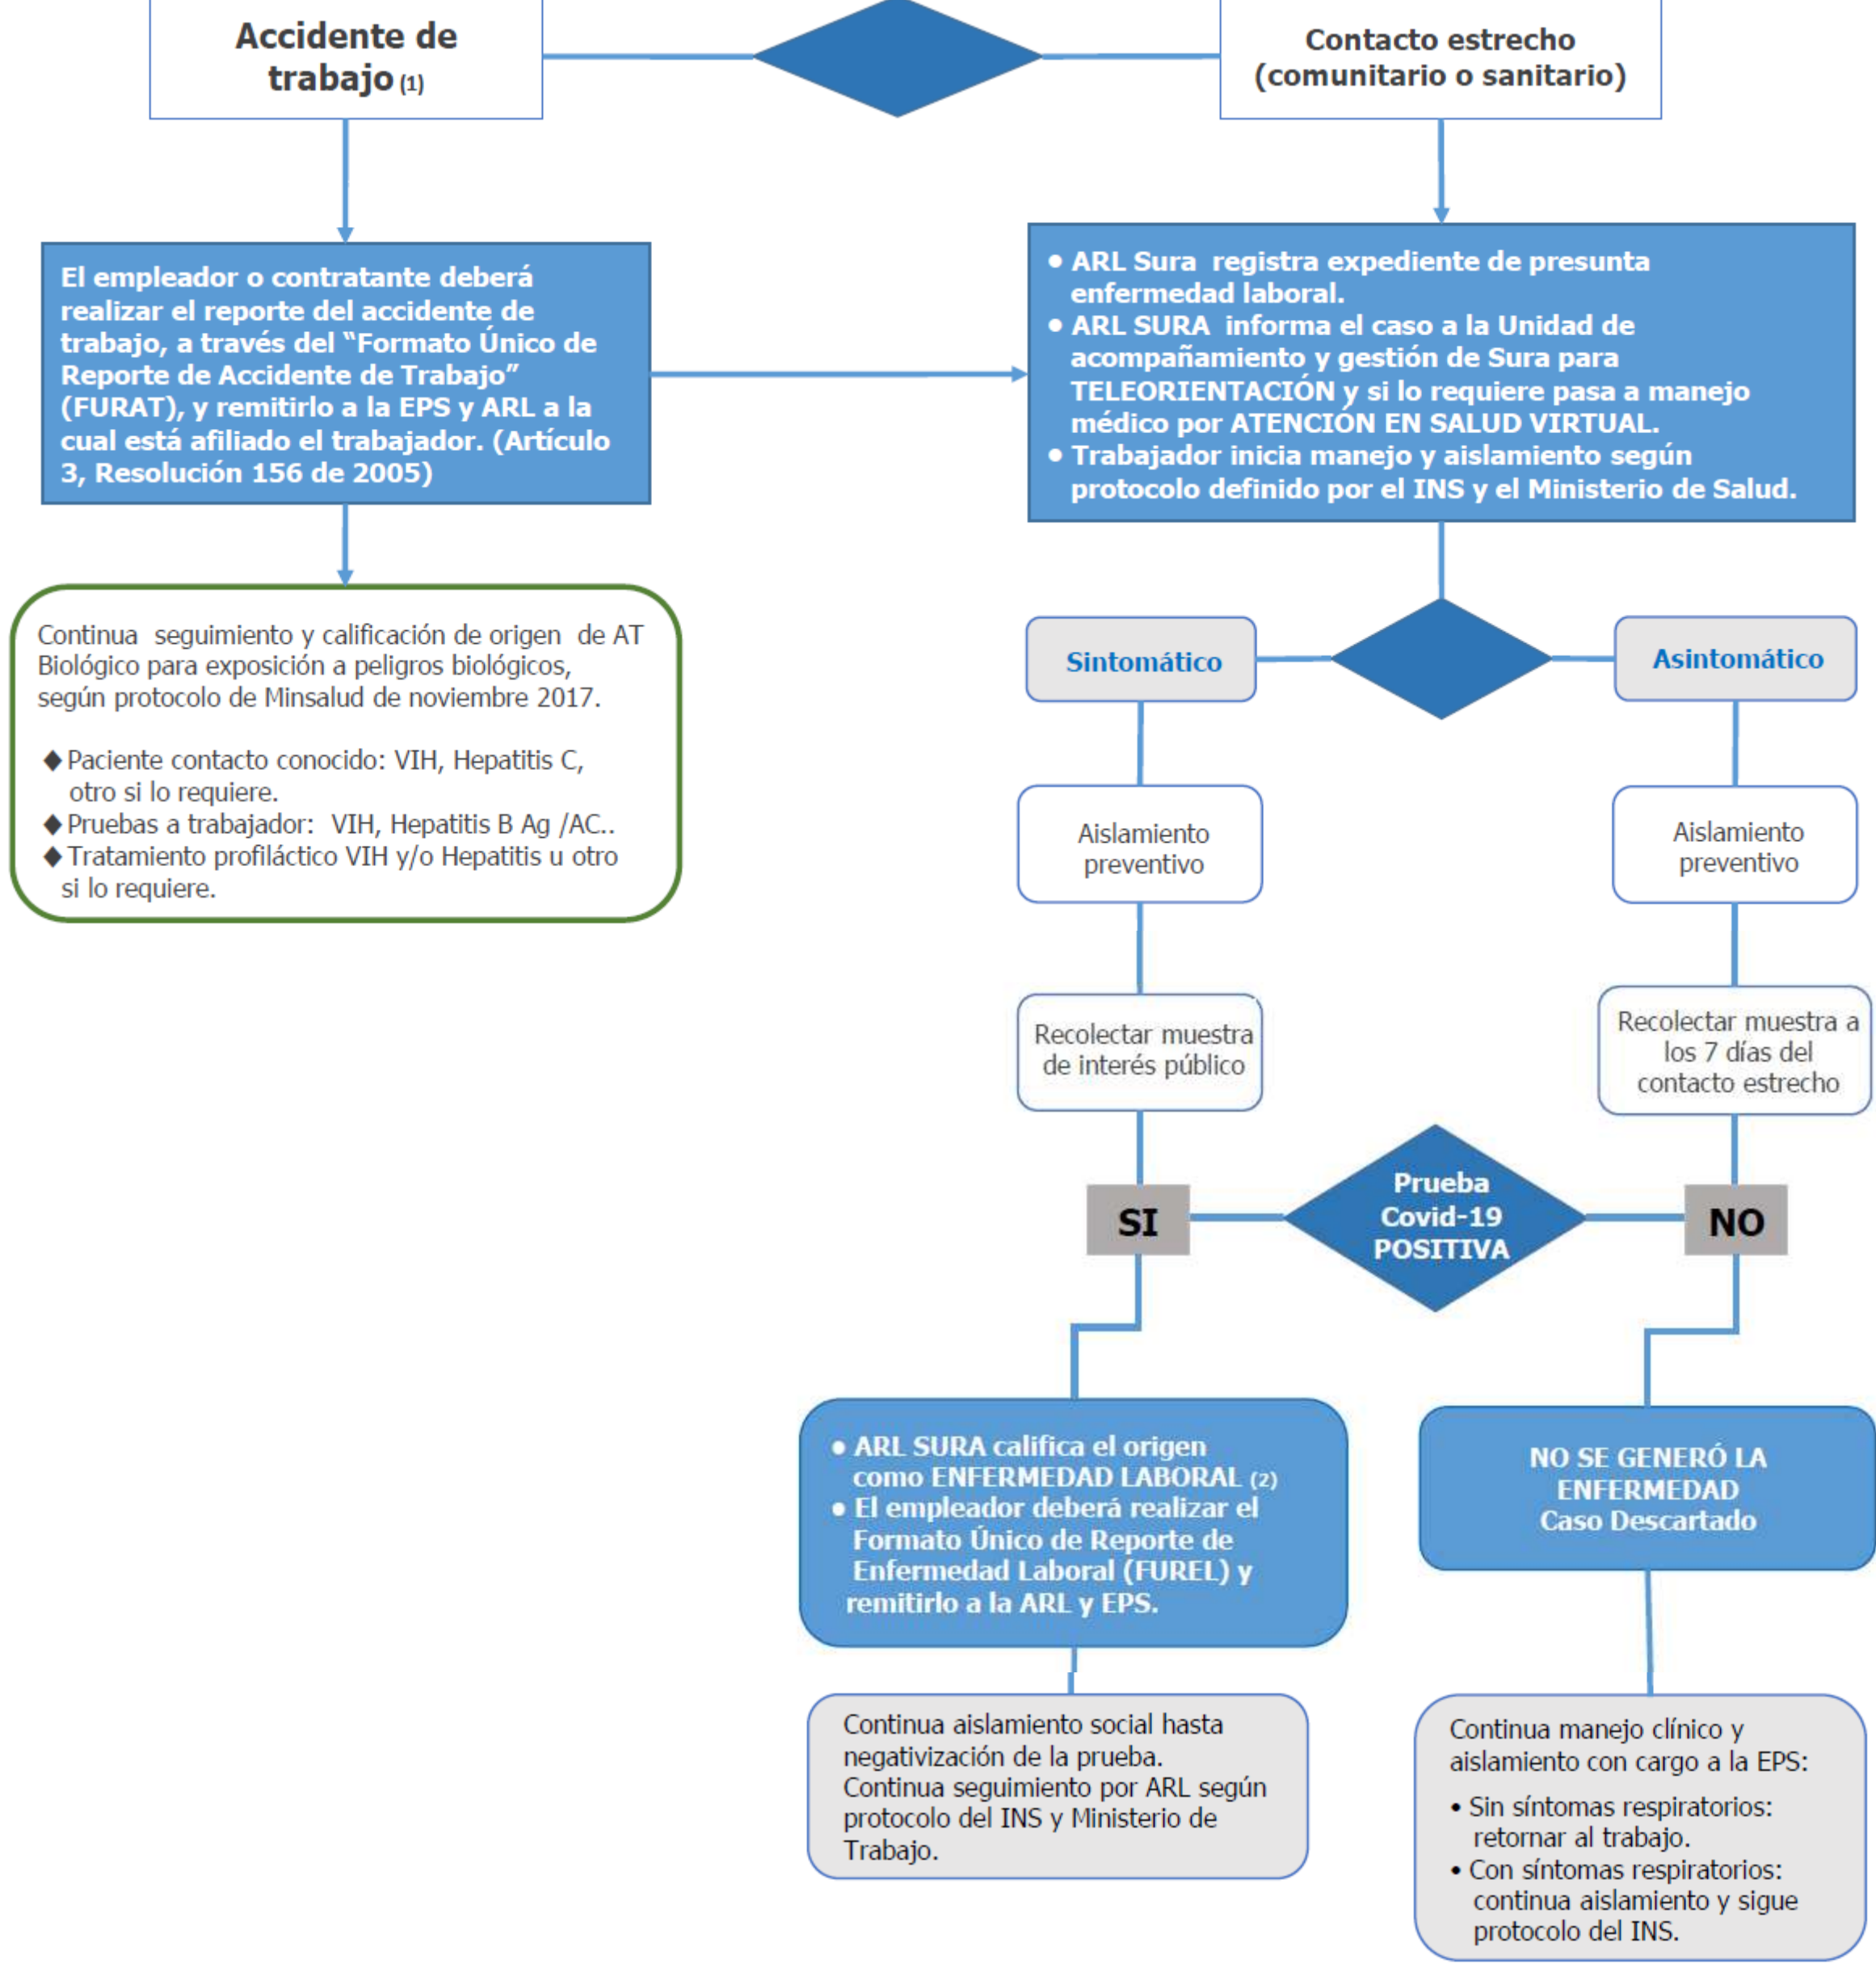 Accidente de
trabajo (1)
Contacto estrecho
(comunitario o sanitario)
El empleador o contratante deberá
realizar el reporte del accidente de
trabajo, a través del “Formato Único de
Reporte de Accidente de Trabajo”
(FURAT), y remitirlo a la EPS y ARL a la
cual está afiliado el trabajador. (Artículo
3, Resolución 156 de 2005)
● ARL Sura registra expediente de presunta
enfermedad laboral.
● ARL SURA informa el caso a la Unidad de
acompañamiento y gestión de Sura para
TELEORIENTACIÓN y si lo requiere pasa a manejo
médico por ATENCIÓN EN SALUD VIRTUAL.
● Trabajador inicia manejo y aislamiento según
protocolo definido por el INS y el Ministerio de Salud.
Continua seguimiento y calificación de origen de AT
Biológico para exposición a peligros biológicos,
según protocolo de Minsalud de noviembre 2017.
◆ Paciente contacto conocido: VIH, Hepatitis C,
otro si lo requiere.
◆ Pruebas a trabajador: VIH, Hepatitis B Ag /AC..
◆ Tratamiento profiláctico VIH y/o Hepatitis u otro
si lo requiere.
Sintomático
Asintomático
Aislamiento
preventivo
Aislamiento
preventivo
Recolectar muestra
de interés público
Recolectar muestra a
los 7 días del
contacto estrecho
SI
Prueba
Covid-19
POSITIVA
NO
● ARL SURA califica el origen
como ENFERMEDAD LABORAL (2)
● El empleador deberá realizar el
Formato Único de Reporte de
Enfermedad Laboral (FUREL) y
remitirlo a la ARL y EPS.
NO SE GENERÓ LA
ENFERMEDAD
Caso Descartado
Continua aislamiento social hasta
negativización de la prueba.
Continua seguimiento por ARL según
protocolo del INS y Ministerio de
Trabajo.
Continua manejo clínico y
aislamiento con cargo a la EPS:
• Sin síntomas respiratorios:
retornar al trabajo.
• Con síntomas respiratorios:
continua aislamiento y sigue
protocolo del INS.